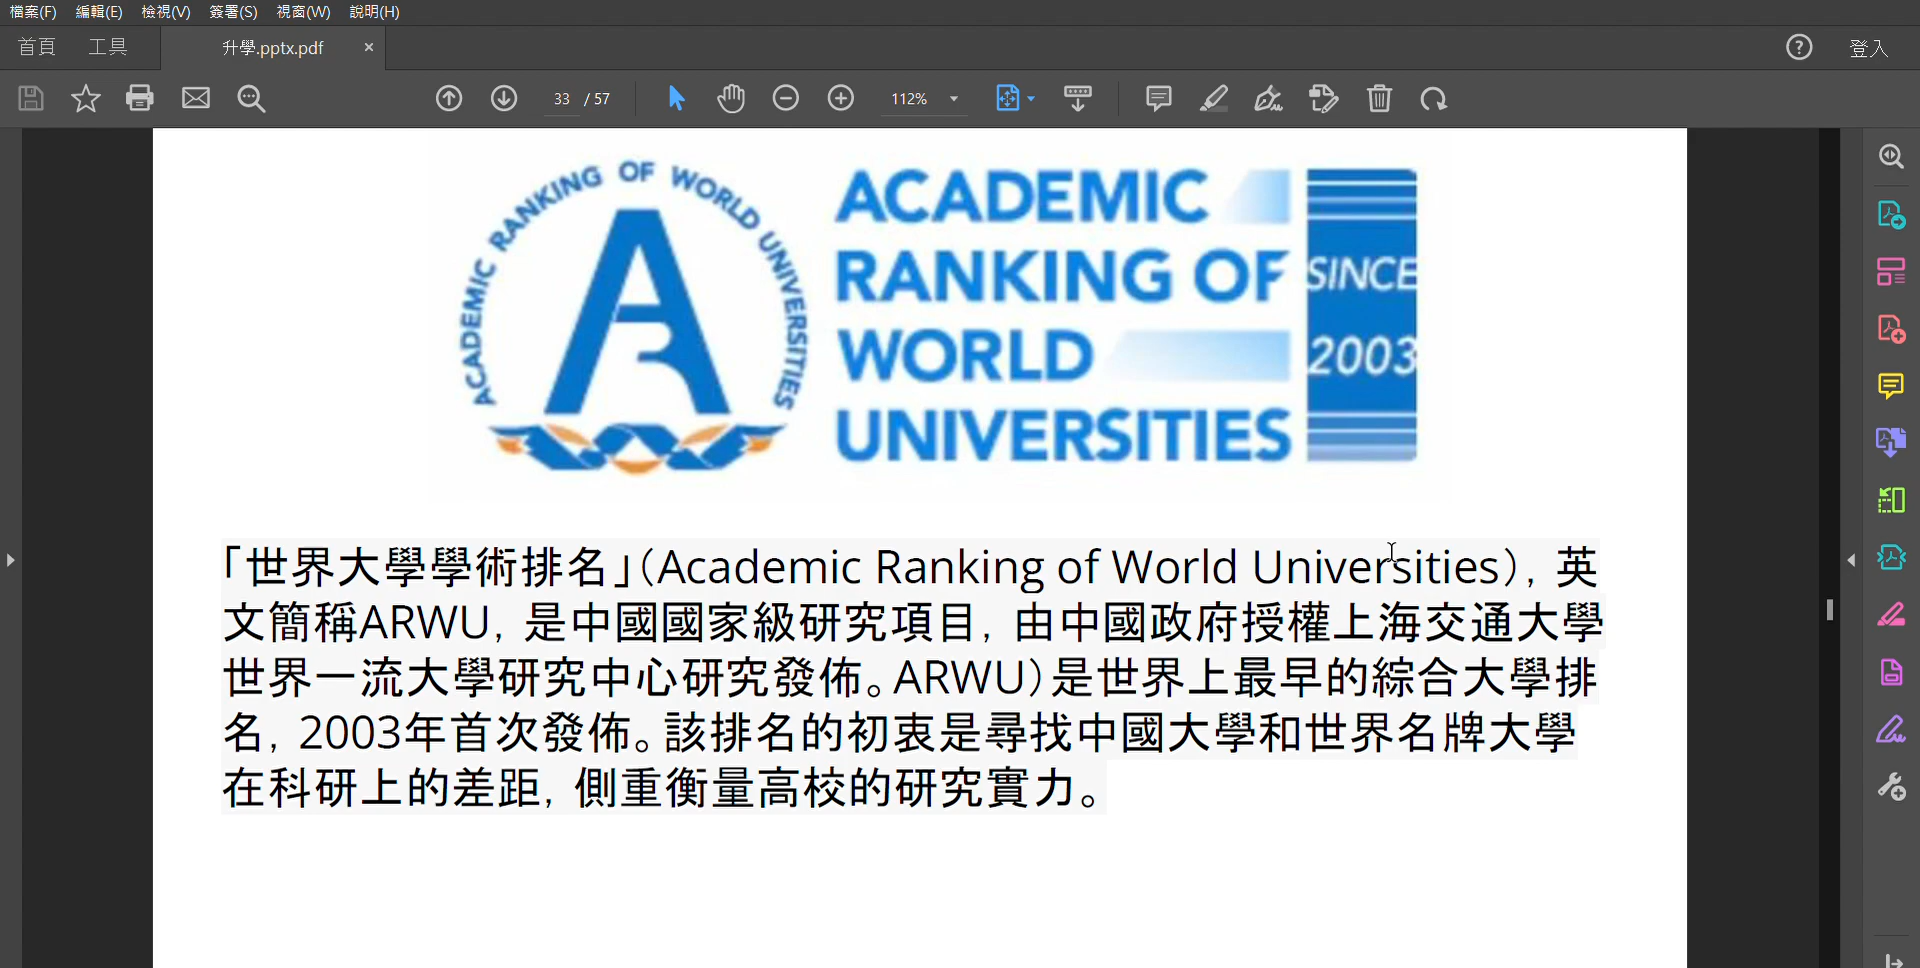 檔案(F) 編輯(E) 檢視(V) 簽署(S) 視窗(W) 說明(H)
首頁 工具 升學.pptx.pdf × ? 登入
33 / 57 112%
ACADEMIC RANKING OF WORLD UNIVERSITIES
A
ACADEMIC
RANKING OF
WORLD
UNIVERSITIES
SINCE
2003
「世界大學學術排名」(Academic Ranking of World Universities), 英
文簡稱ARWU, 是中國國家級研究項目, 由中國政府授權上海交通大學
世界一流大學研究中心研究發佈。ARWU)是世界上最早的綜合大學排
名, 2003年首次發佈。該排名的初衷是尋找中國大學和世界名牌大學
在科研上的差距, 側重衡量高校的研究實力。